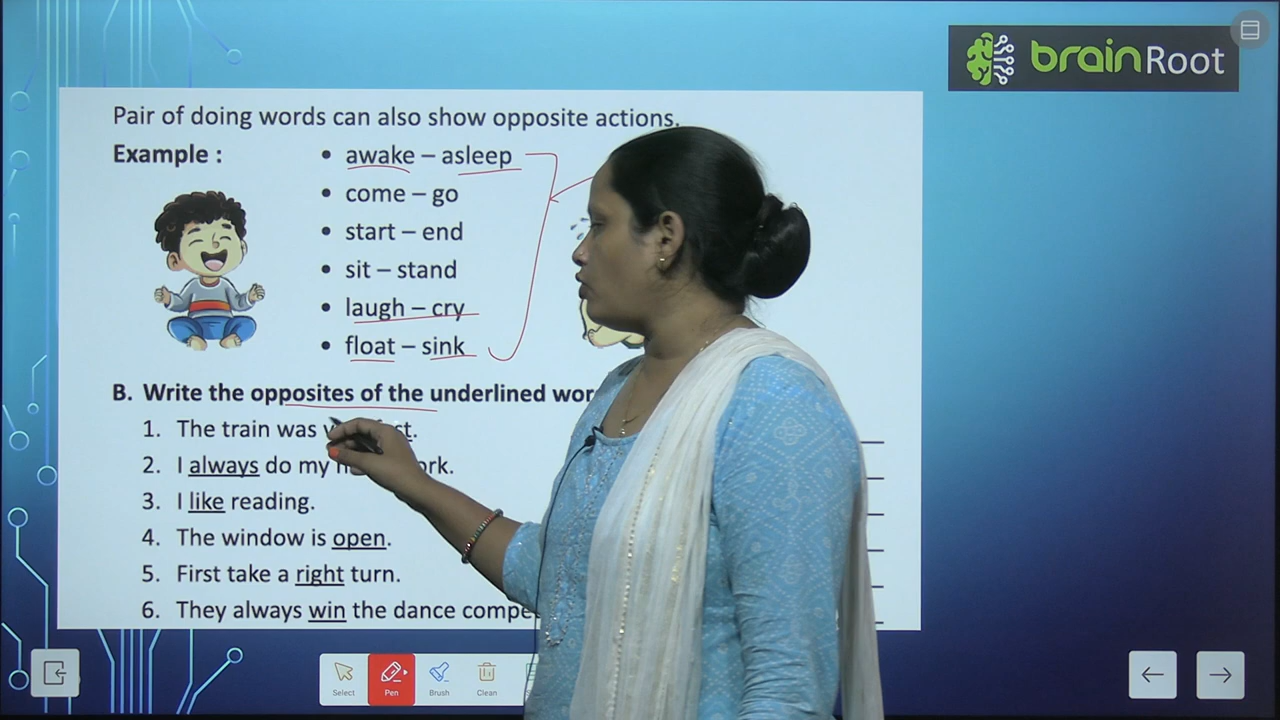 brainRoot
Pair of doing words can also show opposite actions.
Example :
• awake – asleep
• come – go
• start – end
• sit – stand
• laugh – cry
• float – sink
B. Write the opposites of the underlined
1. The train was
2. I always do my
3. I like reading.
4. The window is open.
5. First take a right turn.
6. They always win the dance
Select
Pen
Brush
Clean